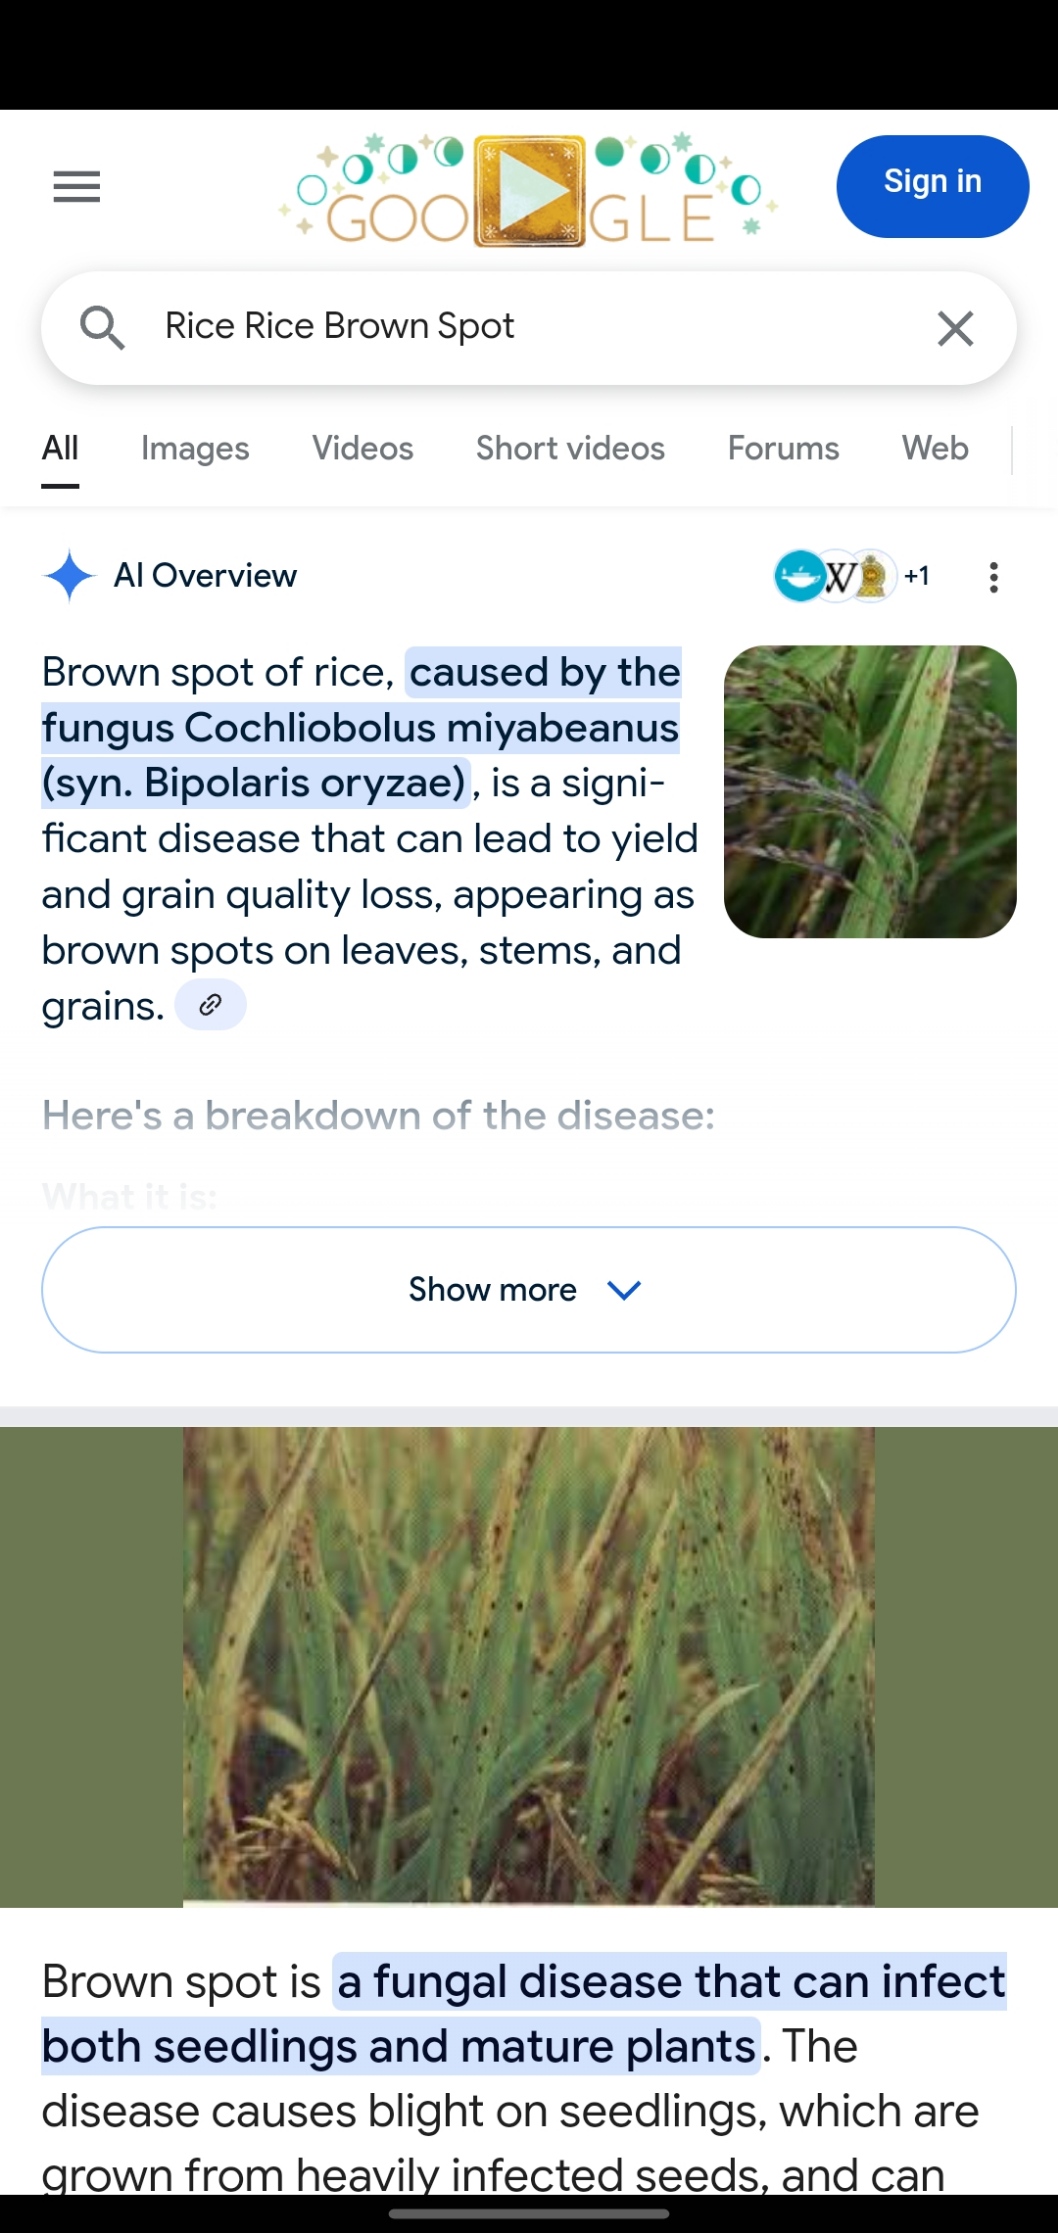 GOO GLE
Sign in
Rice Rice Brown Spot
All Images Videos Short videos Forums Web
AI Overview
W +1
Brown spot of rice, caused by the
fungus Cochliobolus miyabeanus
(syn. Bipolaris oryzae), is a signi-
ficant disease that can lead to yield
and grain quality loss, appearing as
brown spots on leaves, stems, and
grains.
Here's a breakdown of the disease:
What it is:
Show more
Brown spot is a fungal disease that can infect
both seedlings and mature plants. The
disease causes blight on seedlings, which are
grown from heavily infected seeds, and can